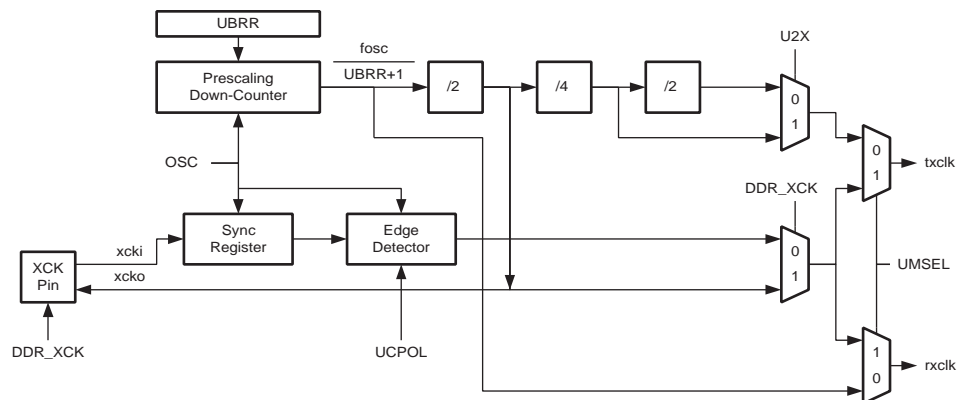 UBRR
fosc
UBRR+1
U2X
Prescaling
Down-Counter
/2
/4
/2
0
1
OSC
0
1
txclk
DDR_XCK
Sync
Register
Edge
Detector
xcki
0
1
XCK
Pin
xcko
UMSEL
DDR_XCK
UCPOL
1
0
rxclk